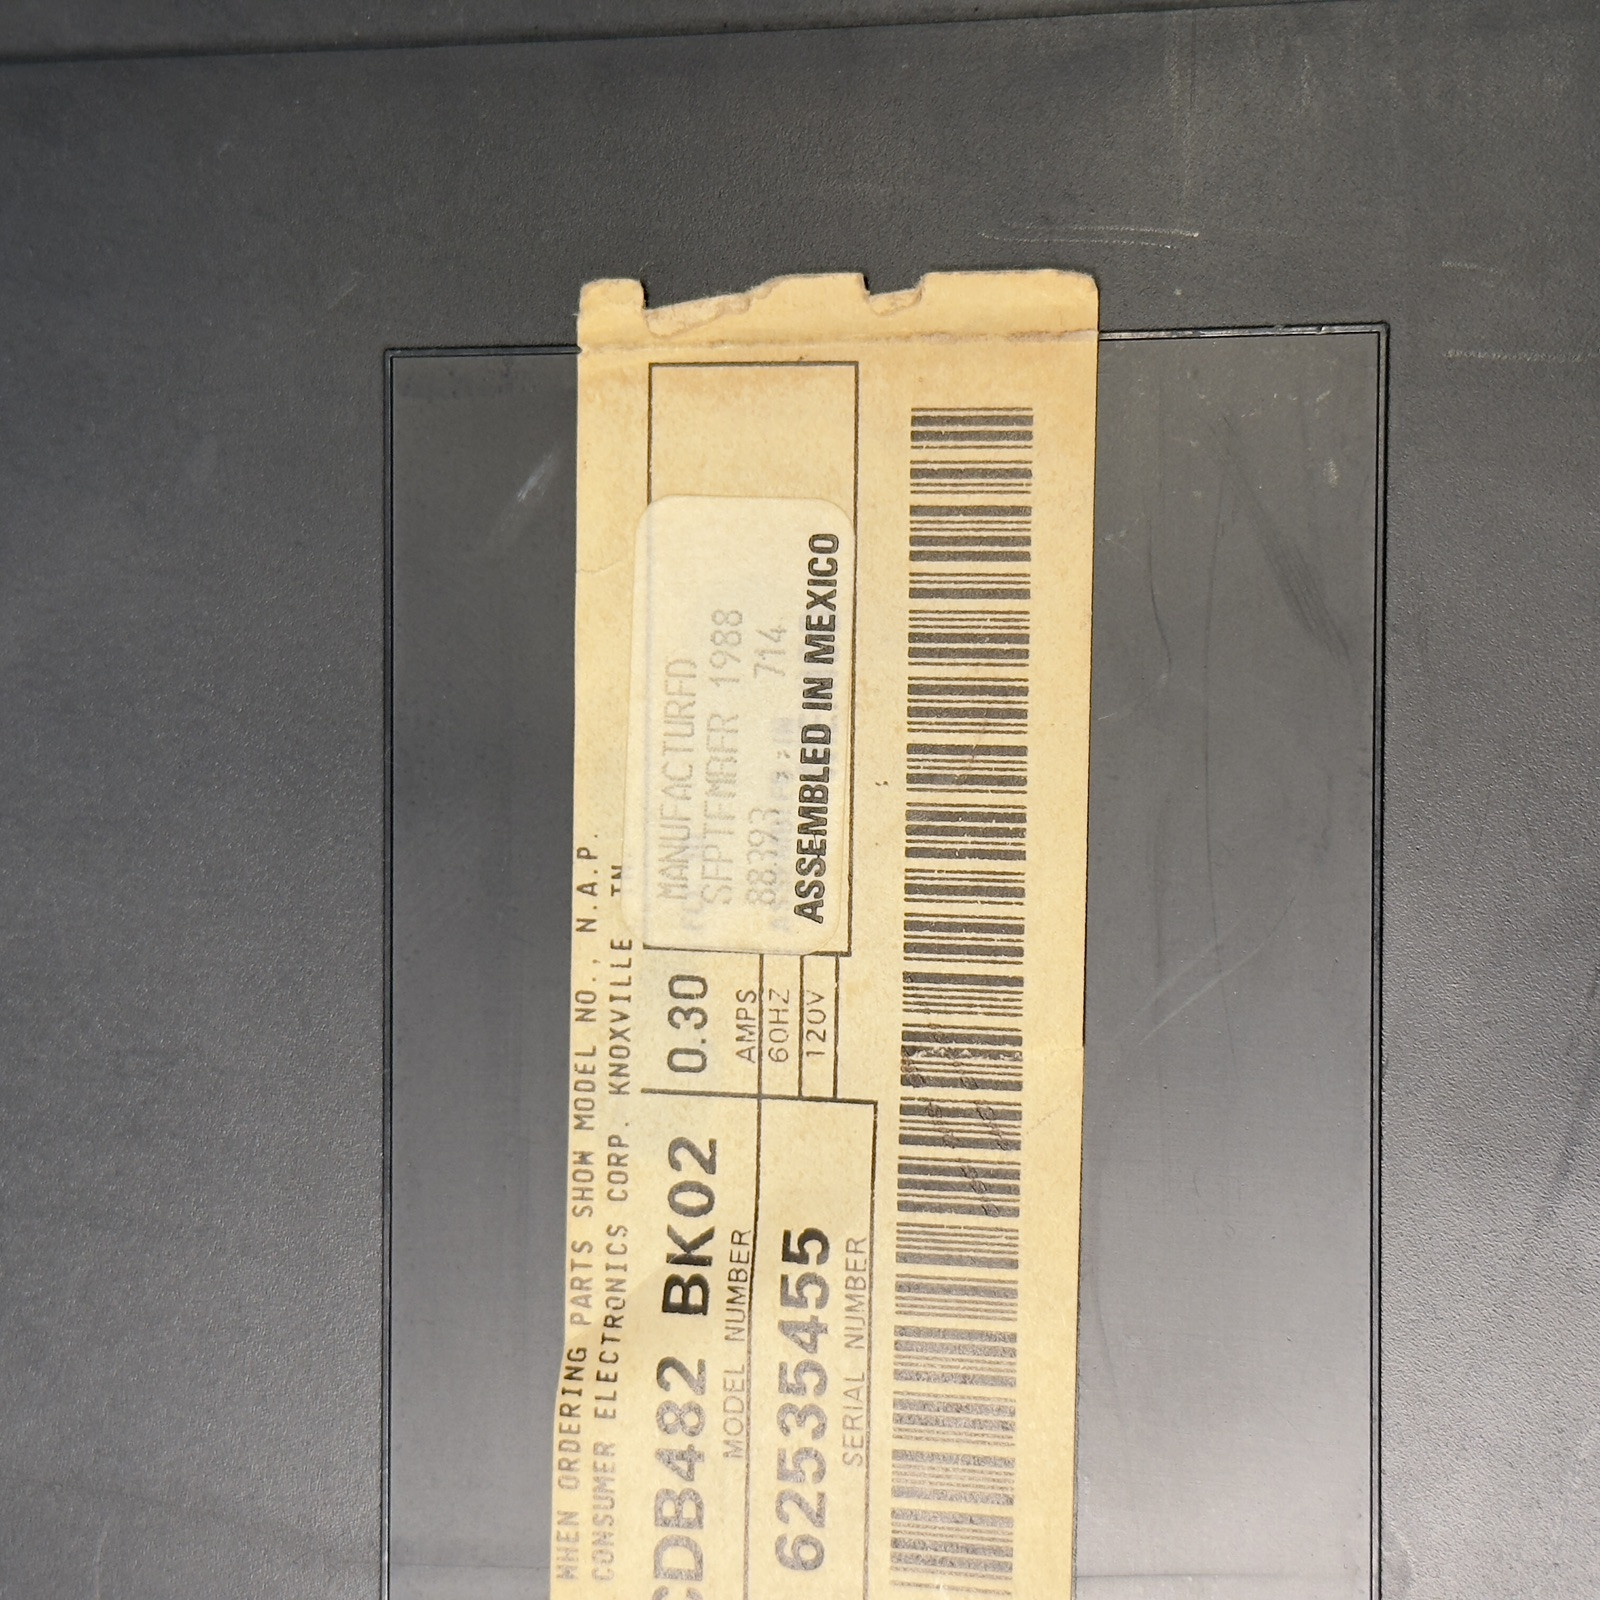 WHEN ORDERING PARTS SHOW MODEL NO., N.A.P.
CONSUMER ELECTRONICS CORP. KNOXVILLE TN
CDB482 BK02
MODEL NUMBER
0.30
AMPS
60HZ
120V
62535455
SERIAL NUMBER
MANUFACTURED
SEPTEMBER 1988
88393 714
ASSEMBLED IN MEXICO